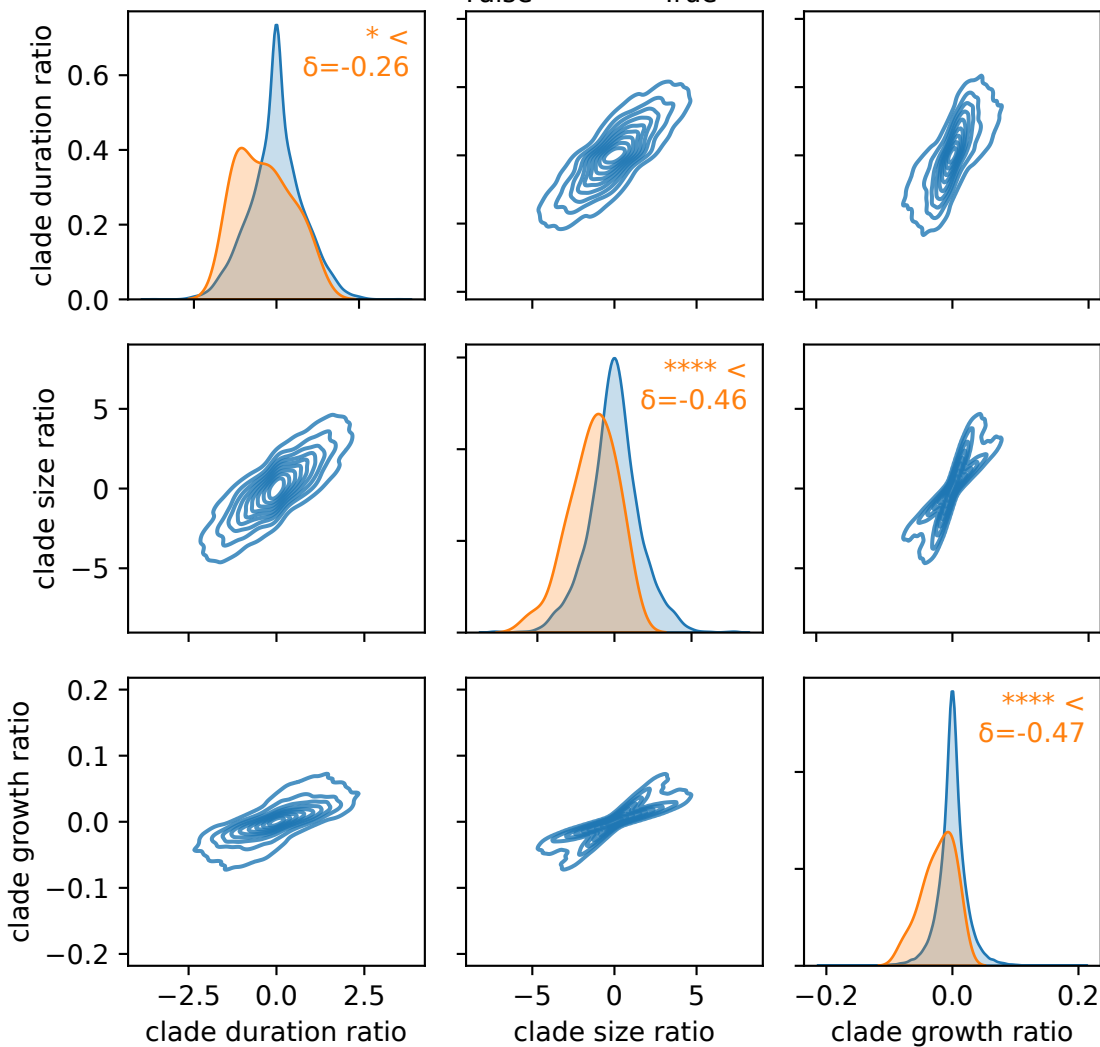 False True
clade duration ratio
0.6
0.4
0.2
0.0
* <
δ=-0.26
clade size ratio
5
0
−5
**** <
δ=-0.46
clade growth ratio
0.2
0.1
0.0
−0.1
−0.2
**** <
δ=-0.47
−2.5 0.0 2.5
−5 0 5
−0.2 0.0 0.2
clade duration ratio
clade size ratio
clade growth ratio